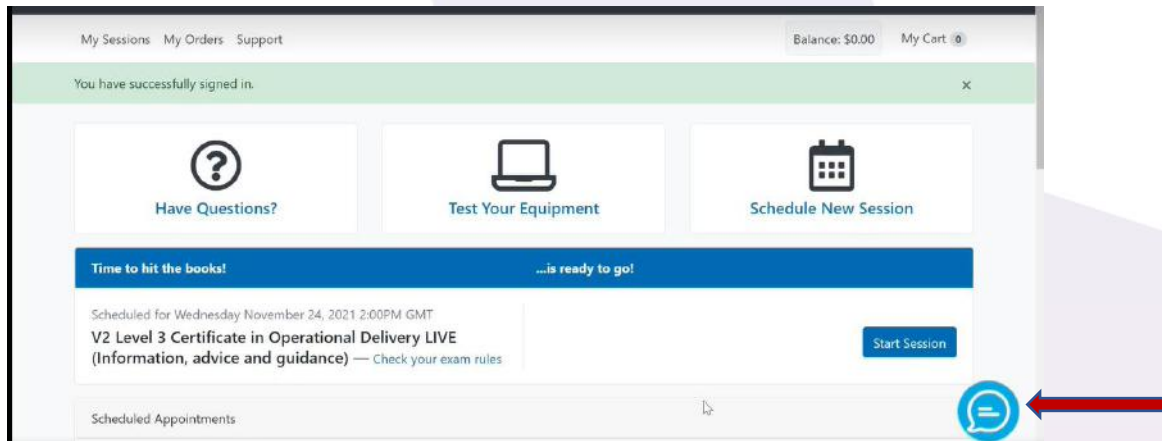 My Sessions My Orders Support Balance: $0.00 My Cart 0
You have successfully signed in. ×
Have Questions? Test Your Equipment Schedule New Session
Time to hit the books! ...is ready to go!
Scheduled for Wednesday November 24, 2021 2:00PM GMT
V2 Level 3 Certificate in Operational Delivery LIVE
(Information, advice and guidance) — Check your exam rules
Start Session
Scheduled Appointments